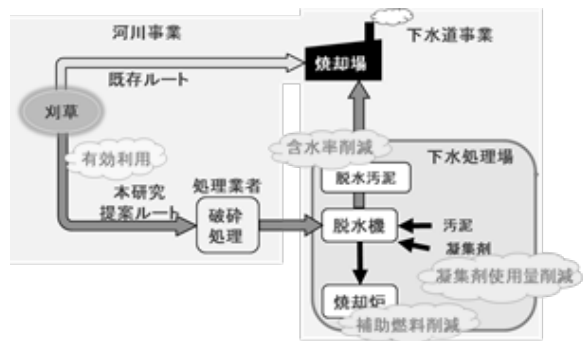 河川事業
下水道事業
焼却場
既存ルート
刈草
有効利用
含水率削減
下水処理場
脱水汚泥
処理業者
本研究
提案ルート
破砕
処理
脱水機
汚泥
凝集剤
凝集剤使用量削減
焼却炉
補助燃料削減